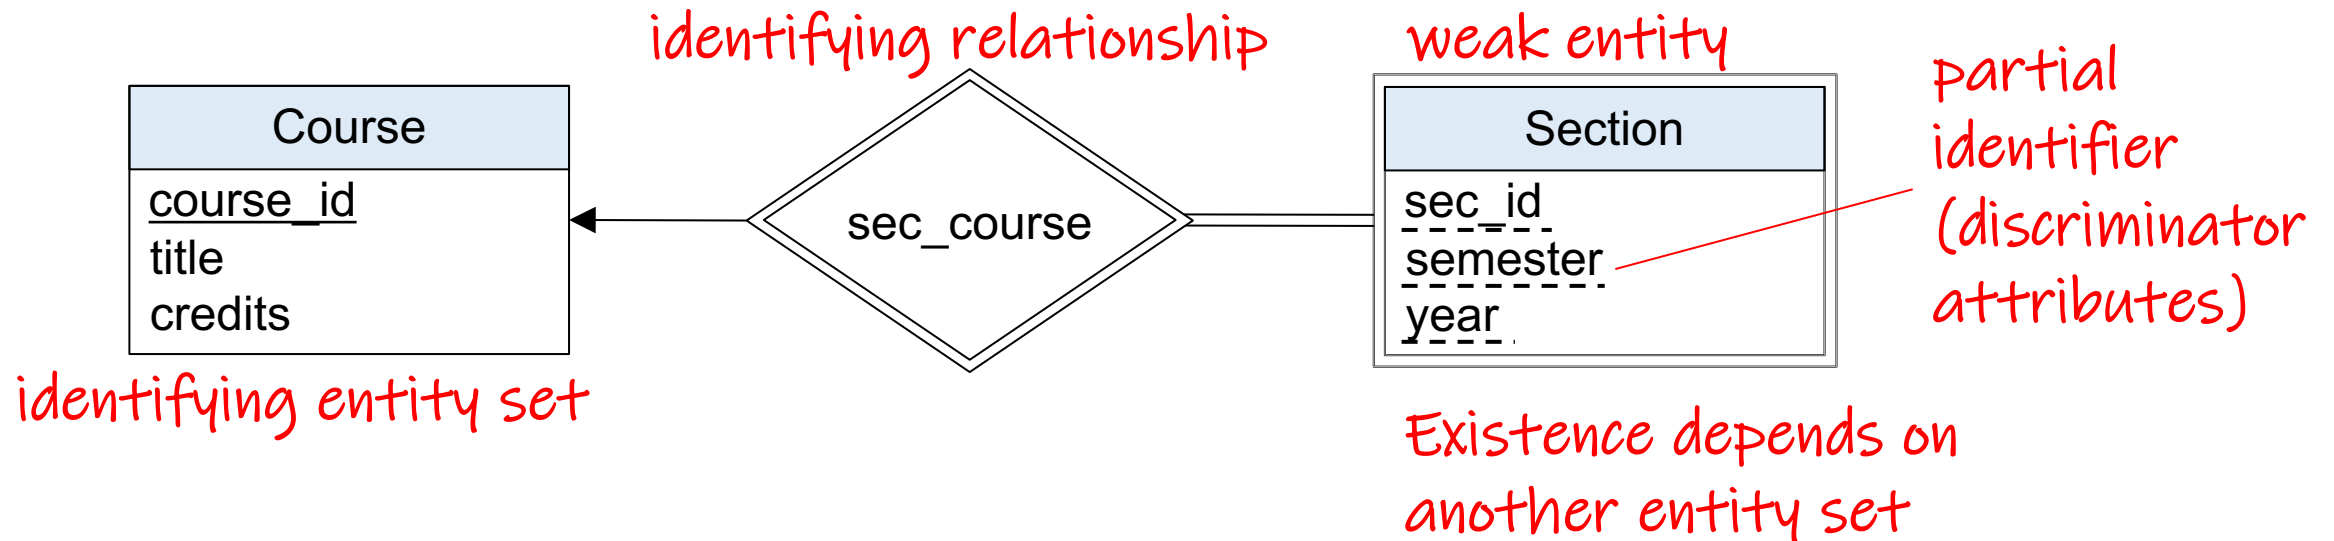 identifying relationship
weak entity
partial
identifier
(discriminator
attributes)
Course
course_id
title
credits
sec_course
Section
sec_id
semester
year
identifying entity set
Existence depends on
another entity set